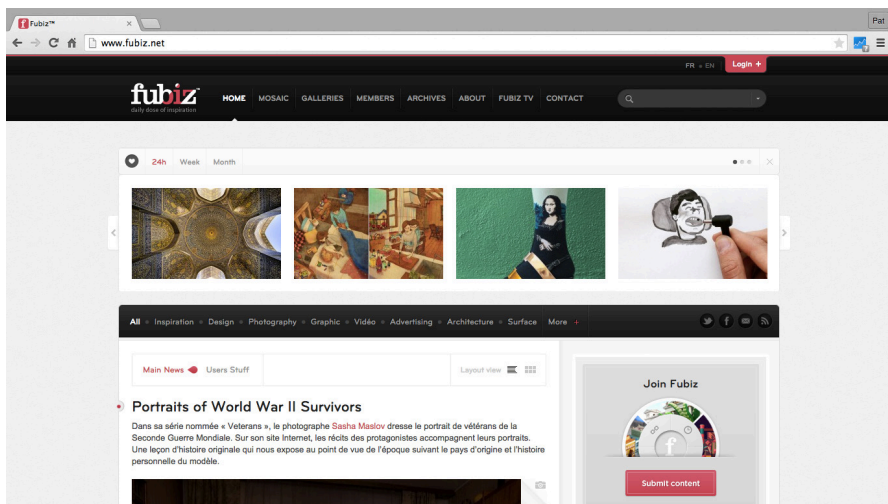 Fubiz™
Pat
www.fubiz.net
FR EN Login +
fubiz™
daily dose of inspiration
HOME MOSAIC GALLERIES MEMBERS ARCHIVES ABOUT FUBIZ TV CONTACT
24h Week Month
All Inspiration Design Photography Graphic Vidéo Advertising Architecture Surface More +
Main News Users Stuff Layout view
Join Fubiz
Portraits of World War II Survivors
Dans sa série nommée « Veterans », le photographe Sasha Maslov dresse le portrait de vétérans de la
Seconde Guerre Mondiale. Sur son site Internet, les récits des protagonistes accompagnent leurs portraits.
Une leçon d'histoire originale qui nous expose au point de vue de l'époque suivant le pays d'origine et l'histoire
personnelle du modèle.
f
Submit content